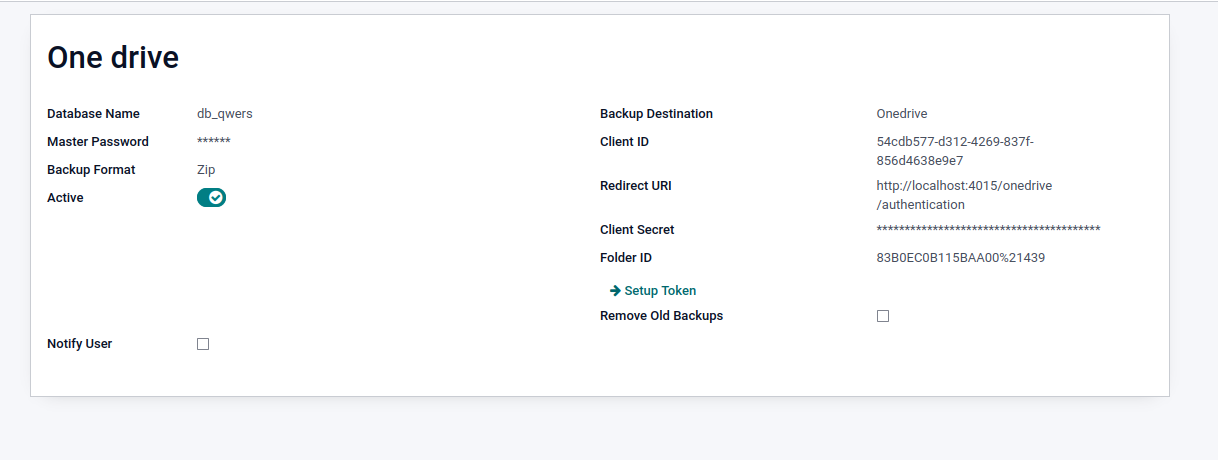 One drive
Database Name db_qwers
Master Password ******
Backup Format Zip
Active
Notify User
Backup Destination Onedrive
Client ID 54cdb577-d312-4269-837f-
856d4638e9e7
Redirect URI http://localhost:4015/onedrive
/authentication
Client Secret ****************************************
Folder ID 83B0EC0B115BAA00%21439
Setup Token
Remove Old Backups